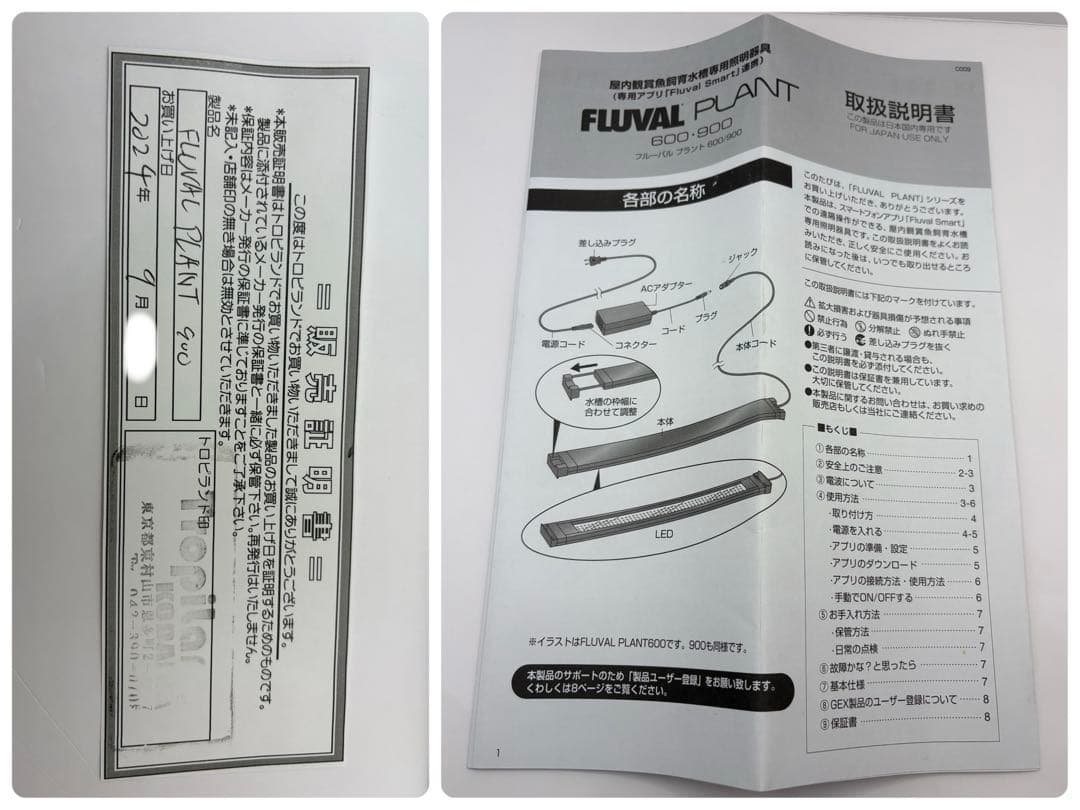 ＝販売証明書＝
この度はトロピランドでお買い物いただきまして誠にありがとうございます。
*本販売証明書はトロピランドでお買い物いただきました製品のお買い上げ日を証明するためのものです。
製品に添付されているメーカー発行の保証書と一緒に必ず保管下さい。再発行はいたしません。
*保証内容はメーカー発行の保証書に準じておりますことをご了承下さい。
*未記入・店舗印の無き場合は無効とさせていただきます。
製品名
FLUVAL PLANT
お買い上げ日
2024年 9月 日
トロピランド印
Tropiland
東京都東村山市恩多町2
屋内観賞魚飼育水槽専用照明器具
(専用アプリ「Fluval Smart」連携)
FLUVAL PLANT
600・900
フルーバル プラント 600/900
各部の名称
差し込みプラグ
ジャック
ACアダプター
プラグ
コード
電源コード
コネクター
本体コード
水槽の枠幅に
合わせて調整
本体
LED
※イラストはFLUVAL PLANT600です。900も同様です。
本製品のサポートのため「製品ユーザー登録」をお願い致します。
くわしくは8ページをご覧ください。
1
C009
取扱説明書
この製品は日本国内専用です
FOR JAPAN USE ONLY
このたびは、「FLUVAL PLANT」シリーズを
お買い上げいただき、ありがとうございます。
本製品は、スマートフォンアプリ「Fluval Smart」
での遠隔操作ができる、屋内観賞魚飼育水槽
専用照明器具です。この取扱説明書をよくお読
みいただき、正しく安全にご使用ください。お
読みになった後は、いつでも取り出せるところ
に保管してください。
この取扱説明書には下記のマークを付けています。
拡大損害および器具損傷が予想される事項
禁止行為 分解禁止 ぬれ手禁止
必ず行う 差し込みプラグを抜く
●第三者に譲渡・貸与される場合も、
この説明書を必ず添付してください。
●この説明書は保証書を兼用しています。
大切に保管してください。
●本製品に関するお問い合わせは、お買い求めの
販売店もしくは当社にご連絡ください。
■もくじ■
①各部の名称 1
②安全上のご注意 2-3
③電波について 3
④使用方法 3-6
・取り付け方 4
・電源を入れる 4-5
・アプリの準備・設定 5
・アプリのダウンロード 5
・アプリの接続方法・使用方法 6
・手動でON/OFFする 6
⑤お手入れ方法 7
・保管方法 7
・日常の点検 7
⑥故障かな？と思ったら 7
⑦基本仕様 7
⑧GEX製品のユーザー登録について 8
⑨保証書 8